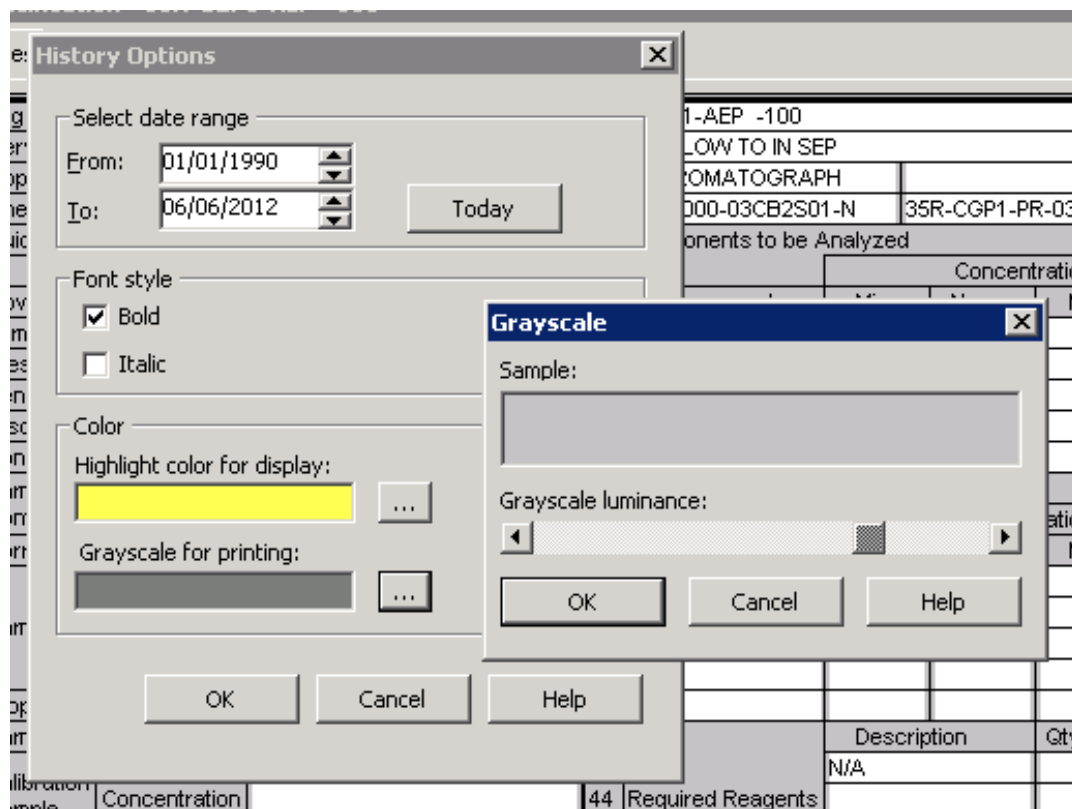 History Options
Select date range
From: 01/01/1990
To: 06/06/2012
Today
Font style
Bold
Italic
Color
Highlight color for display:
...
Grayscale for printing:
...
OK Cancel Help
Grayscale
Sample:
Grayscale luminance:
OK Cancel Help
1-AEP -100
LOW TO IN SEP
ROMATOGRAPH
000-03CB2S01-N 35R-CGP1-PR-03
onents to be Analyzed
Concentratio
Description Qty
N/A
Concentration 44 Required Reagents